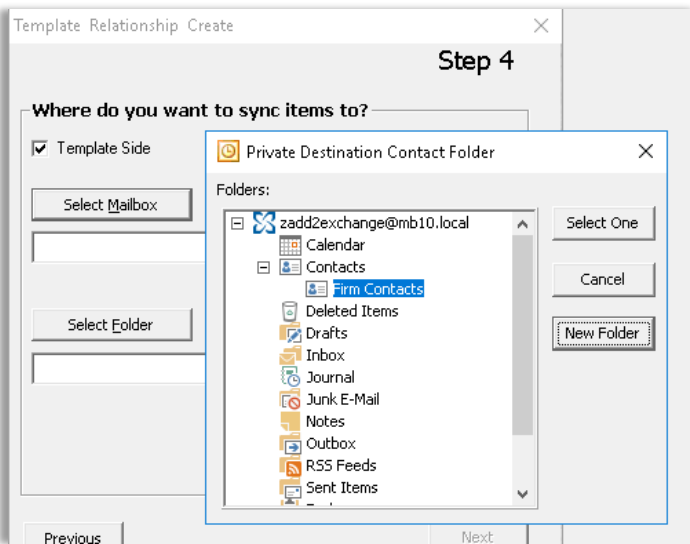 Template Relationship Create
Step 4
Where do you want to sync items to?
Template Side
Select Mailbox
Select Folder
Previous
Next
Private Destination Contact Folder
Folders:
zadd2exchange@mb10.local
Calendar
Contacts
Firm Contacts
Deleted Items
Drafts
Inbox
Journal
Junk E-Mail
Notes
Outbox
RSS Feeds
Sent Items
Select One
Cancel
New Folder